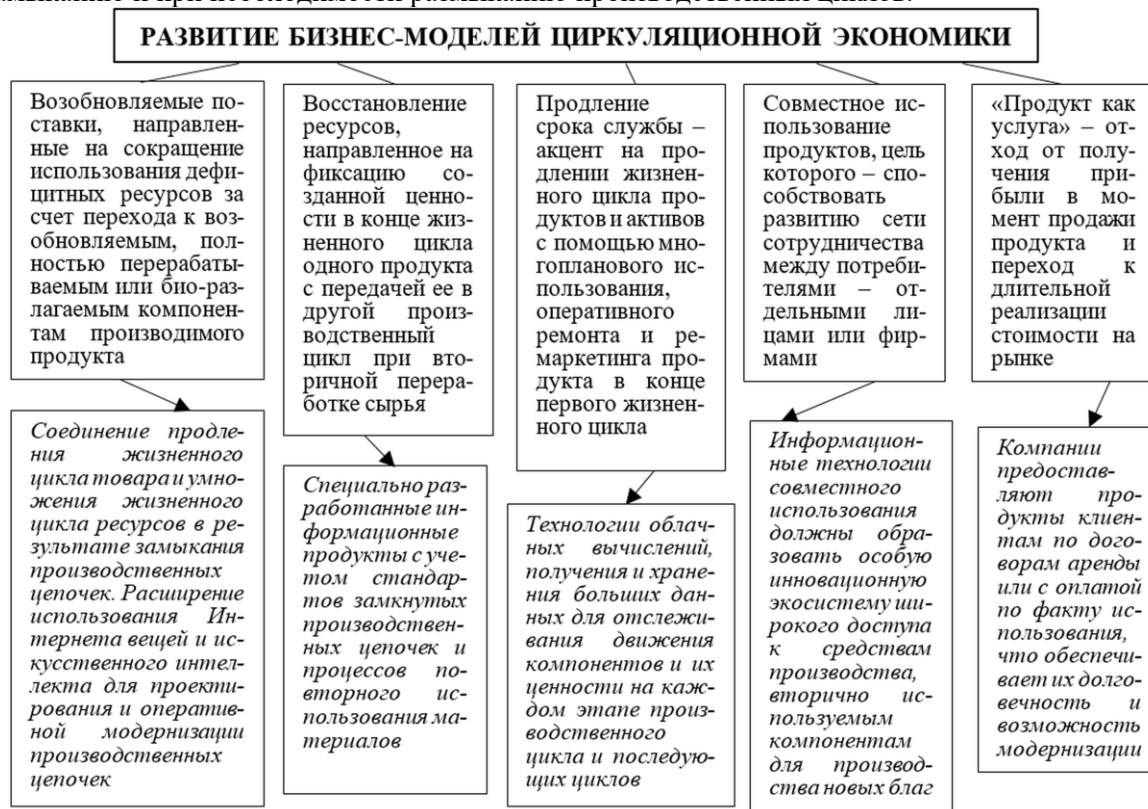 РАЗВИТИЕ БИЗНЕС-МОДЕЛЕЙ ЦИРКУЛЯЦИОННОЙ ЭКОНОМИКИ
Возобновляемые по-
ставки, направлен-
ные на сокращение
использования дефи-
цитных ресурсов за
счет перехода к воз-
обновляемым, пол-
ностью перерабаты-
ваемым или био-раз-
лагаемым компонен-
там производимого
продукта
Восстановление
ресурсов,
направленное на
фиксацию со-
зданной ценно-
сти в конце жиз-
ненного цикла
одного продукта
с передачей ее в
другой произ-
водственный
цикл при вто-
ричной перера-
ботке сырья
Продление
срока службы –
акцент на про-
длении жизнен-
ного цикла про-
дуктов и активов
с помощью мно-
гопланового ис-
пользования,
оперативного
ремонта и ре-
маркетинга про-
дукта в конце
первого жизнен-
ного цикла
Совместное ис-
пользование
продуктов, цель
которого – спо-
собствовать
развитию сети
сотрудничества
между потреби-
телями – от-
дельными ли-
цами или фир-
мами
«Продукт как
услуга» – от-
ход от полу-
чения при-
были в мо-
мент продажи
продукта и
переход к
длительной
реализации
стоимости на
рынке
Соединение продле-
ния жизненного
цикла товара и умно-
жения жизненного
цикла ресурсов в ре-
зультате замыкания
производственных
цепочек. Расширение
использования Ин-
тернета вещей и ис-
кусственного интел-
лекта для проекти-
рования и оператив-
ной модернизации
производственных
цепочек
Специально раз-
работанные ин-
формационные
продукты с уче-
том стандар-
тов замкнутых
производствен-
ных цепочек и
процессов по-
вторного ис-
пользования ма-
териалов
Технологии облач-
ных вычислений,
получения и хране-
ния больших дан-
ных для отслежи-
вания движения
компонентов и их
ценности на каж-
дом этапе произ-
водственного
цикла и последую-
щих циклов
Информацион-
ные технологии
совместного
использования
должны обра-
зовать особую
инновационную
экосистему ши-
рокого доступа
к средствам
производства,
вторично ис-
пользуемым
компонентам
для производ-
ства новых благ
Компании
предостав-
ляют про-
дукты клиен-
там по дого-
ворам аренды
или с оплатой
по факту ис-
пользования,
что обеспечи-
вает их долго-
вечность и
возможность
модернизации